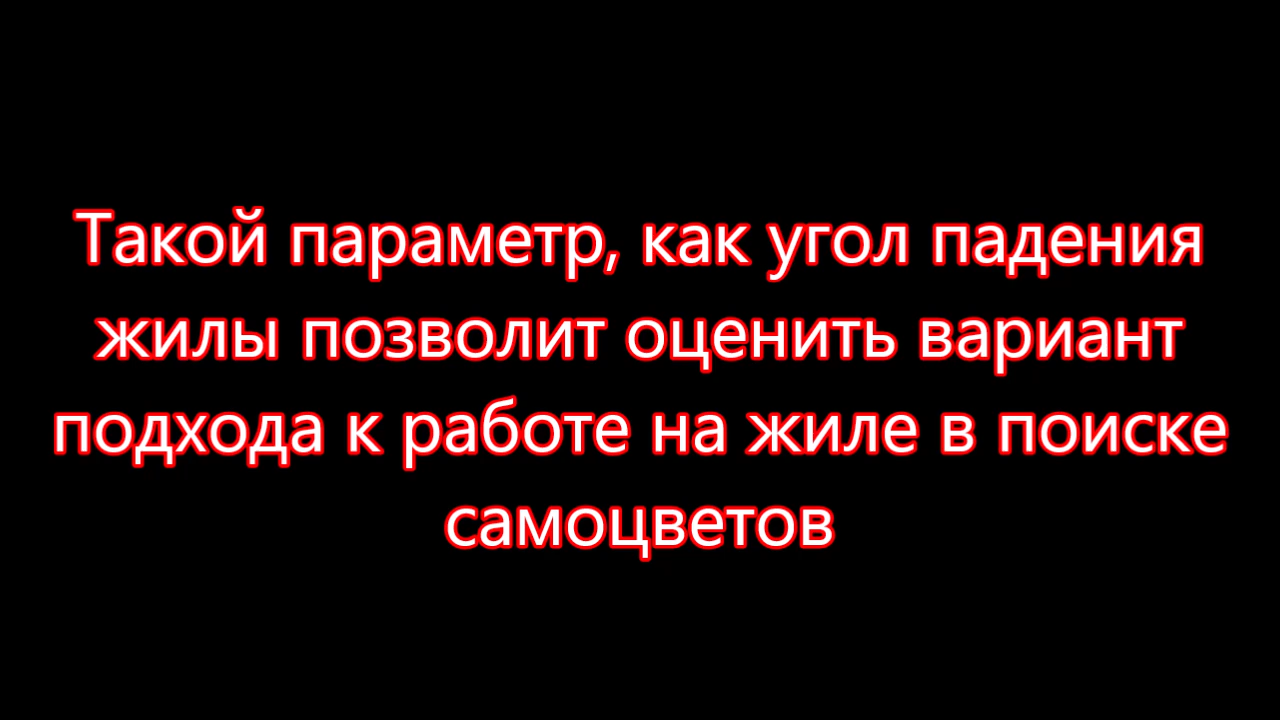 Такой параметр, как угол падения
жилы позволит оценить вариант
подхода к работе на жиле в поиске
самоцветов